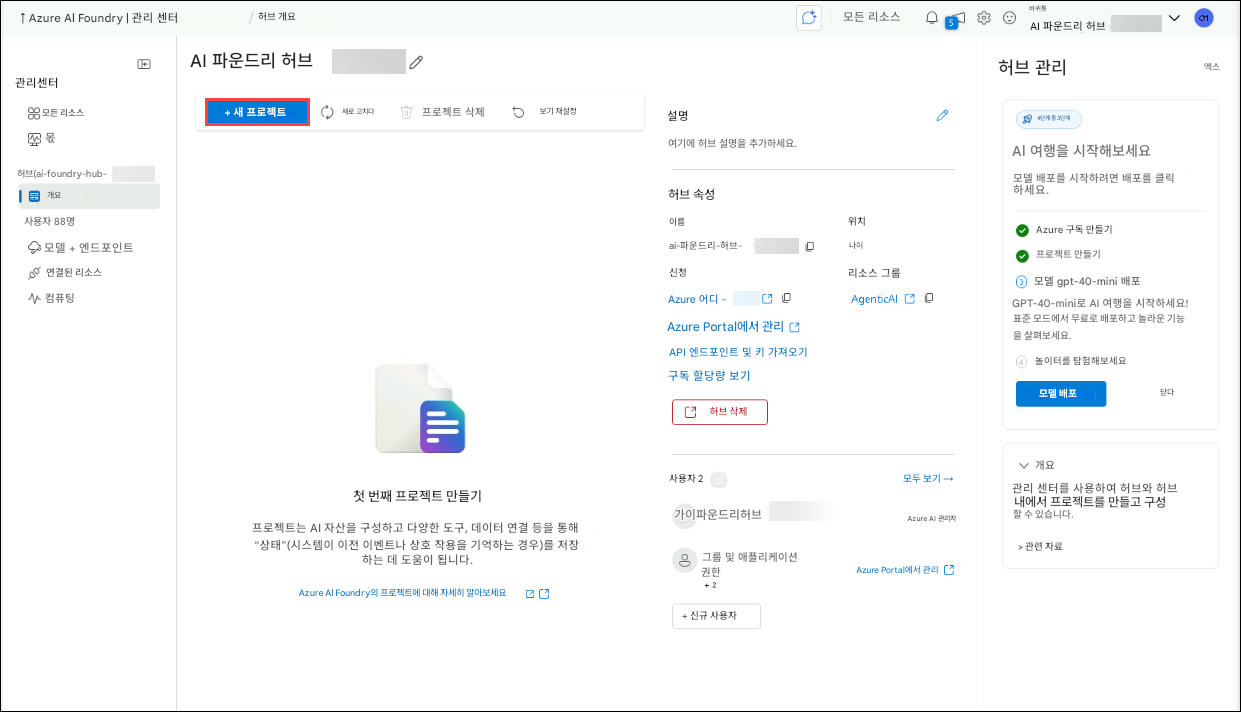 ↑ Azure AI Foundry | 관리 센터
/ 허브 개요
모든 리소스
5
바퀴통
AI 파운드리 허브
관리센터
모든 리소스
몫
허브(ai-foundry-hub-
개요
사용자 88명
모델 + 엔드포인트
연결된 리소스
컴퓨팅
AI 파운드리 허브
+ 새 프로젝트
새로 고치다
프로젝트 삭제
보기 재설정
첫 번째 프로젝트 만들기
프로젝트는 AI 자산을 구성하고 다양한 도구, 데이터 연결 등을 통해
"상태"(시스템이 이전 이벤트나 상호 작용을 기억하는 경우)를 저장
하는 데 도움이 됩니다.
Azure AI Foundry의 프로젝트에 대해 자세히 알아보세요
설명
여기에 허브 설명을 추가하세요.
허브 속성
이름
위치
ai-파운드리-허브-
나이
신청
리소스 그룹
Azure 어디 -
AgenticAI
Azure Portal에서 관리
API 엔드포인트 및 키 가져오기
구독 할당량 보기
허브 삭제
사용자 2
모두 보기 →
가이파운드리허브
Azure AI 관리자
그룹 및 애플리케이션
권한
+ 2
Azure Portal에서 관리
+ 신규 사용자
허브 관리
엑스
4단계 중 3단계
AI 여행을 시작해보세요
모델 배포를 시작하려면 배포를 클릭
하세요.
Azure 구독 만들기
프로젝트 만들기
3 모델 gpt-40-mini 배포
GPT-40-mini로 AI 여행을 시작하세요!
표준 모드에서 무료로 배포하고 놀라운 기능
을 살펴보세요.
4 놀이터를 탐험해보세요
모델 배포
닫다
개요
관리 센터를 사용하여 허브와 허브
내에서 프로젝트를 만들고 구성
할 수 있습니다.
> 관련 자료